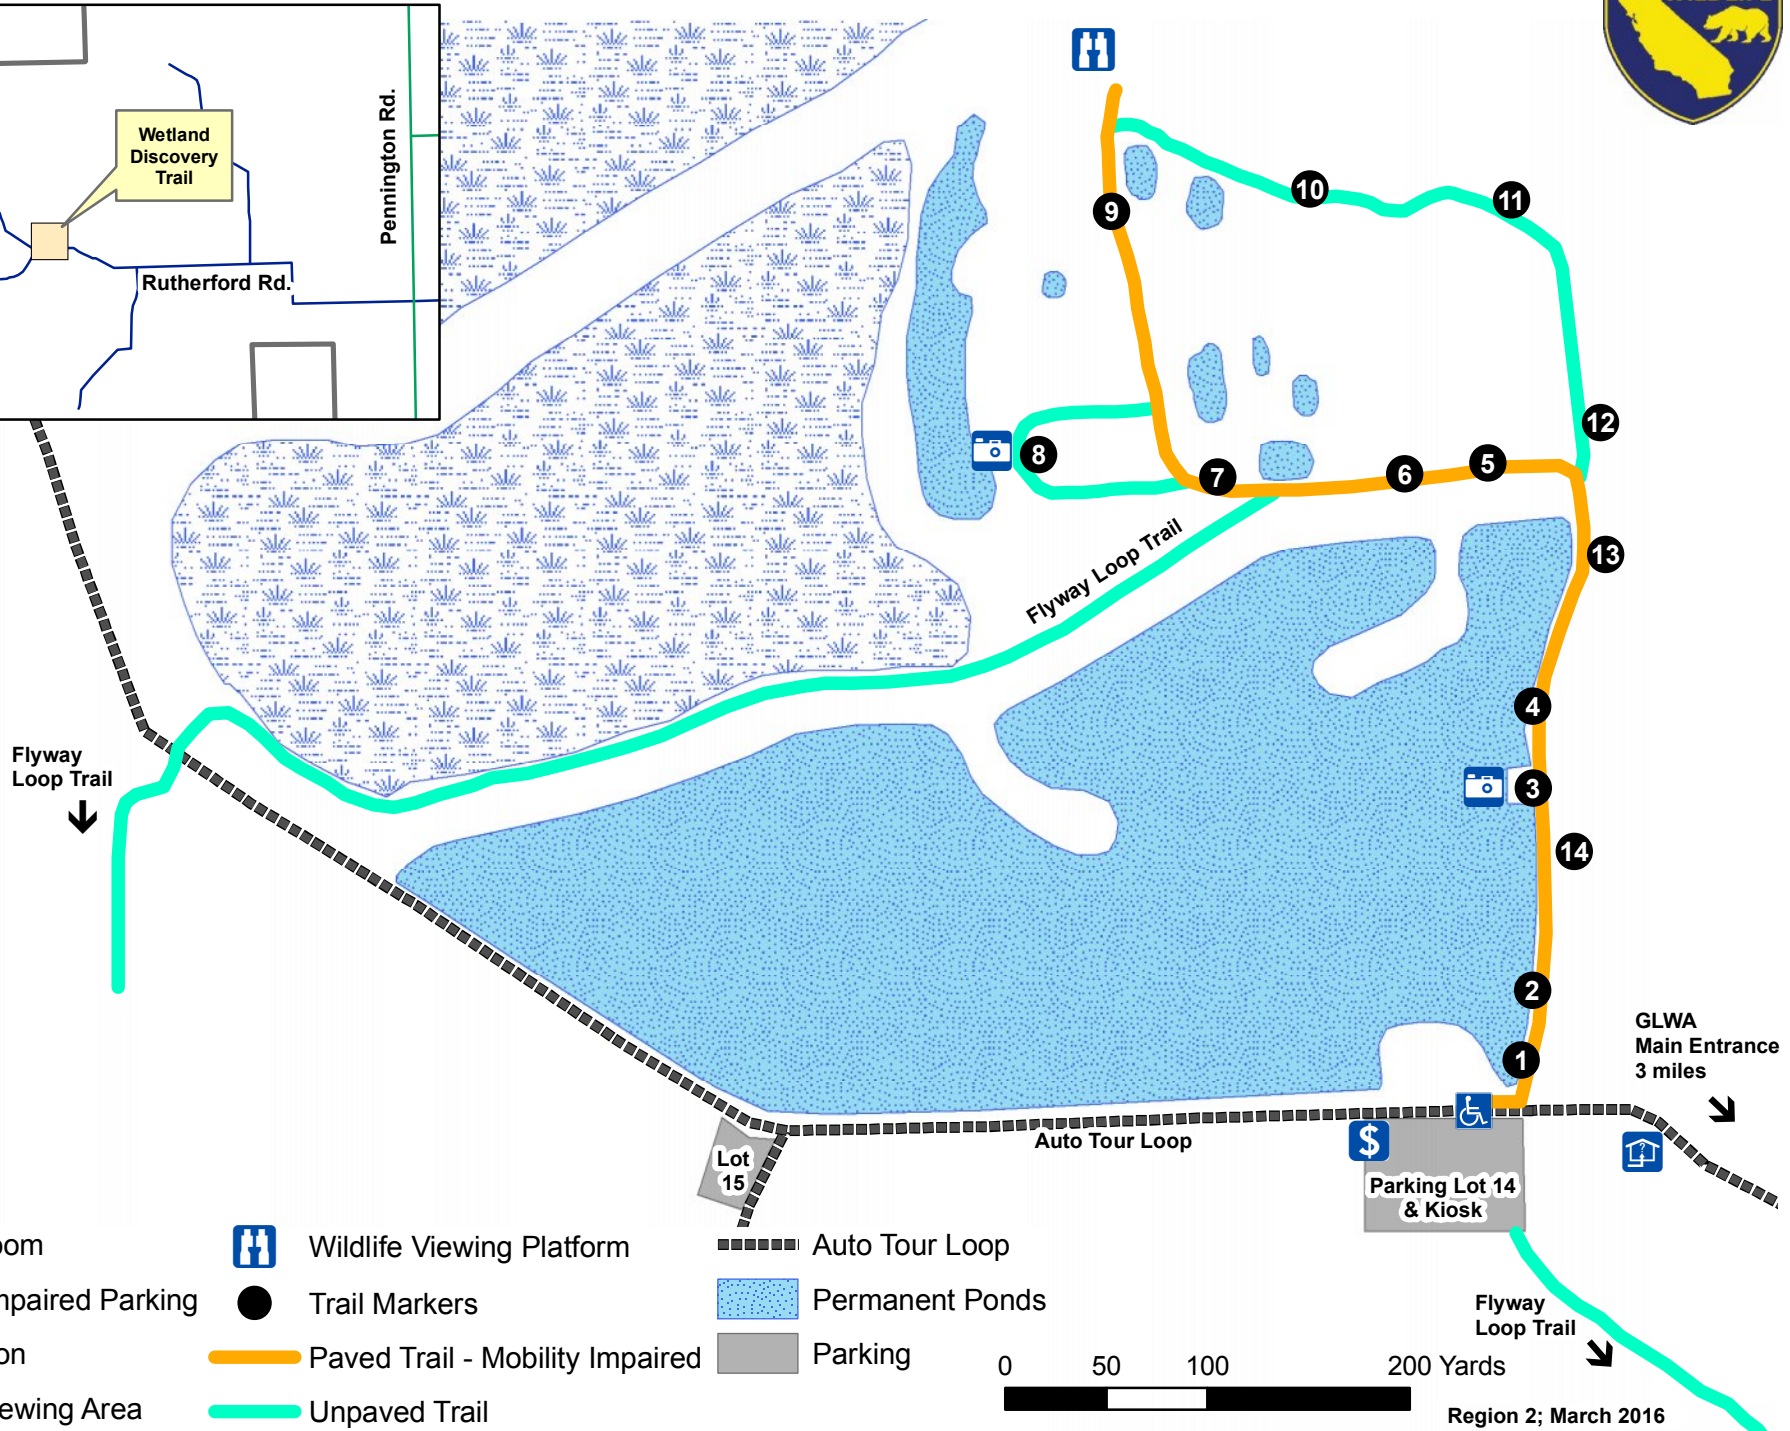 Wetland
Discovery
Trail
Pennington Rd.
Rutherford Rd.
10
11
9
12
8
7
6
5
13
Flyway Loop Trail
4
3
14
2
1
Flyway
Loop Trail
GLWA
Main Entrance
3 miles
$
Auto Tour Loop
Lot
15
Parking Lot 14
& Kiosk
Flyway
Loop Trail
oom
mpaired Parking
on
ewing Area
Wildlife Viewing Platform
Trail Markers
Paved Trail - Mobility Impaired
Unpaved Trail
Auto Tour Loop
Permanent Ponds
Parking
0 50 100 200 Yards
Region 2; March 2016